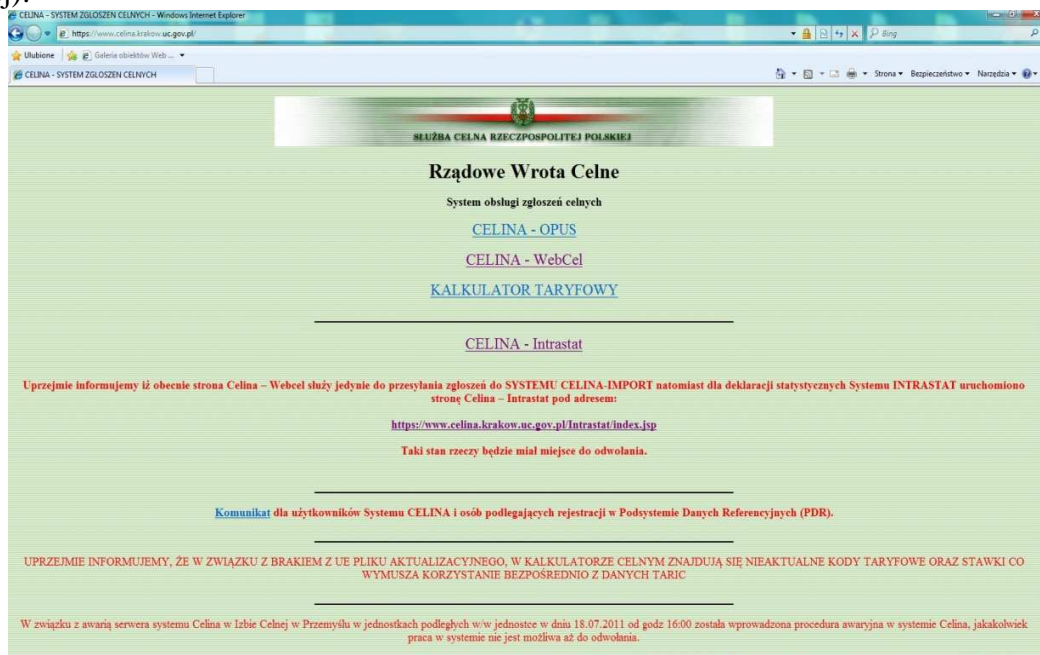 j).
CELINA - SYSTEM ZGLOSZEN CELNYCH - Windows Internet Explorer
https://www.celina.krakow.uc.gov.pl/
Bing
Ulubione
Galeria obiektów Web ...
CELINA - SYSTEM ZGLOSZEN CELNYCH
Strona
Bezpieczeństwo
Narzędzia
SŁUŻBA CELNA RZECZPOSPOLITEJ POLSKIEJ
Rządowe Wrota Celne
System obsługi zgłoszeń celnych
CELINA - OPUS
CELINA - WebCel
KALKULATOR TARYFOWY
CELINA - Intrastat
Uprzejmie informujemy iż obecnie strona Celina – Webcel służy jedynie do przesyłania zgłoszeń do SYSTEMU CELINA-IMPORT natomiast dla deklaracji statystycznych Systemu INTRASTAT uruchomiono
stronę Celina – Intrastat pod adresem:
https://www.celina.krakow.uc.gov.pl/Intrastat/index.jsp
Taki stan rzeczy będzie miał miejsce do odwołania.
Komunikat dla użytkowników Systemu CELINA i osób podlegających rejestracji w Podsystemie Danych Referencyjnych (PDR).
UPRZEJMIE INFORMUJEMY, ŻE W ZWIĄZKU Z BRAKIEM Z UE PLIKU AKTUALIZACYJNEGO, W KALKULATORZE CELNYM ZNAJDUJĄ SIĘ NIEAKTUALNE KODY TARYFOWE ORAZ STAWKI CO
WYMUSZA KORZYSTANIE BEZPOŚREDNIO Z DANYCH TARIC
W związku z awarią serwera systemu Celina w Izbie Celnej w Przemyślu w jednostkach podległych w/w jednostce w dniu 18.07.2011 od godz 16:00 została wprowadzona procedura awaryjna w systemie Celina, jakakolwiek
praca w systemie nie jest możliwa aż do odwołania.